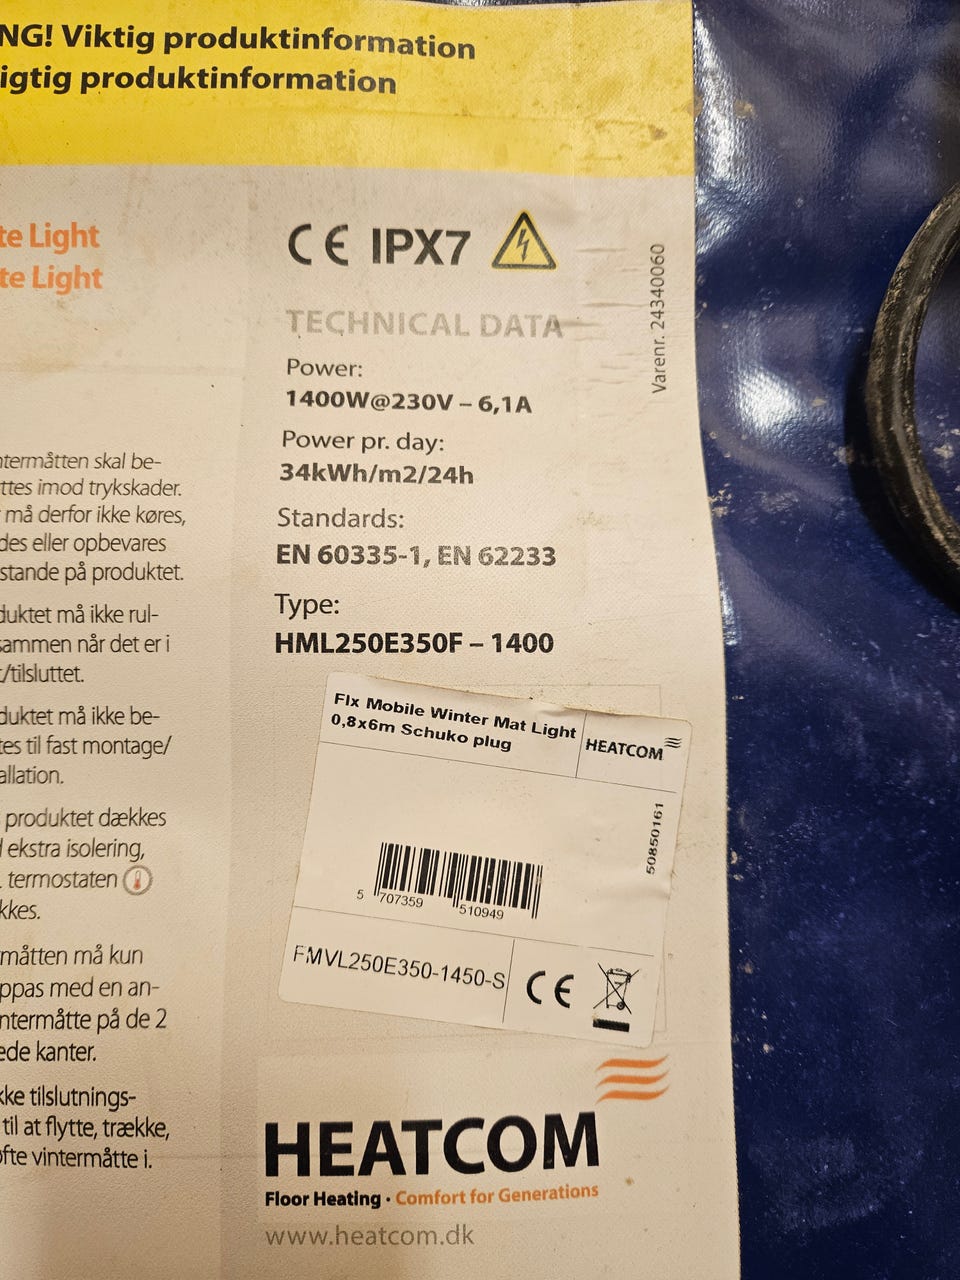 NG! Viktig produktinformation
igtig produktinformation
te Light
te Light
CE IPX7
TECHNICAL DATA
Varenr. 24340060
Power:
1400W@230V – 6,1A
Power pr. day:
34kWh/m2/24h
Standards:
EN 60335-1, EN 62233
Type:
HML250E350F – 1400
ntermåtten skal be-
ttes imod trykskader.
må derfor ikke køres,
des eller opbevares
stande på produktet.
duktet må ikke rul-
sammen når det er i
/tilsluttet.
duktet må ikke be-
tes til fast montage/
allation.
produktet dækkes
d ekstra isolering,
termostaten
kkes.
måtten må kun
ppas med en an-
ntermåtte på de 2
ede kanter.
kke tilslutnings-
til at flytte, trække,
øfte vintermåtte i.
FIx Mobile Winter Mat Light
0,8x6m Schuko plug
HEATCOM
50850161
5 707359 510949
FMVL250E350-1450-S
CE
HEATCOM
Floor Heating · Comfort for Generations
www.heatcom.dk